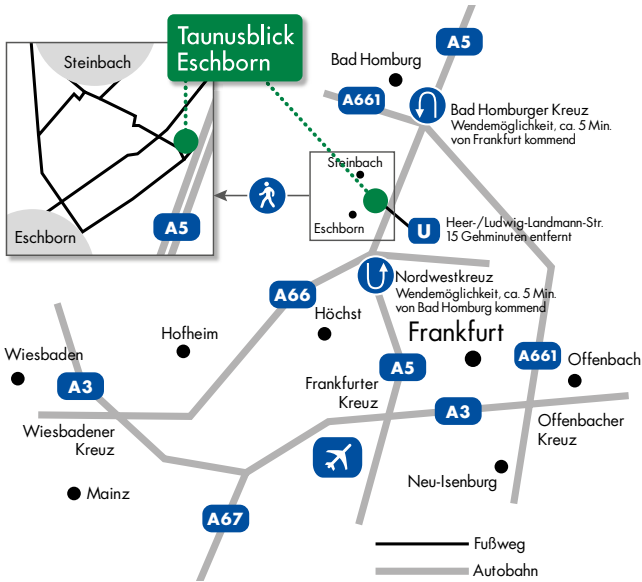 Taunusblick
Eschborn
Steinbach
Eschborn
A5
A5
Bad Homburg
A661
Bad Homburger Kreuz
Wendemöglichkeit, ca. 5 Min.
von Frankfurt kommend
Steinbach
Eschborn
U
Heer-/Ludwig-Landmann-Str.
15 Gehminuten entfernt
Nordwestkreuz
Wendemöglichkeit, ca. 5 Min.
von Bad Homburg kommend
A66
Höchst
Hofheim
Frankfurt
Wiesbaden
A3
A5
A661
Offenbach
Frankfurter
Kreuz
A3
Offenbacher
Kreuz
Wiesbadener
Kreuz
Mainz
Neu-Isenburg
A67
Fußweg
Autobahn